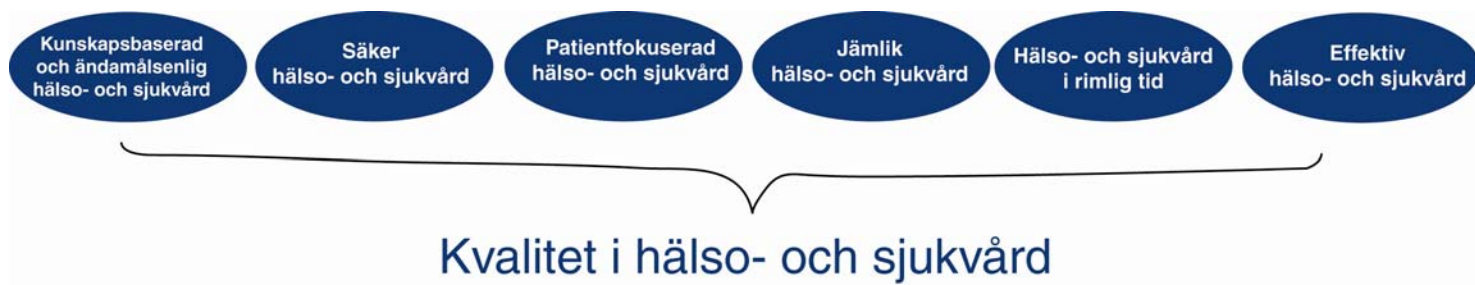 Kunskapsbaserad
och ändamålsenlig
hälso- och sjukvård
Säker
hälso- och sjukvård
Patientfokuserad
hälso- och sjukvård
Jämlik
hälso- och sjukvård
Hälso- och sjukvård
i rimlig tid
Effektiv
hälso- och sjukvård
Kvalitet i hälso- och sjukvård